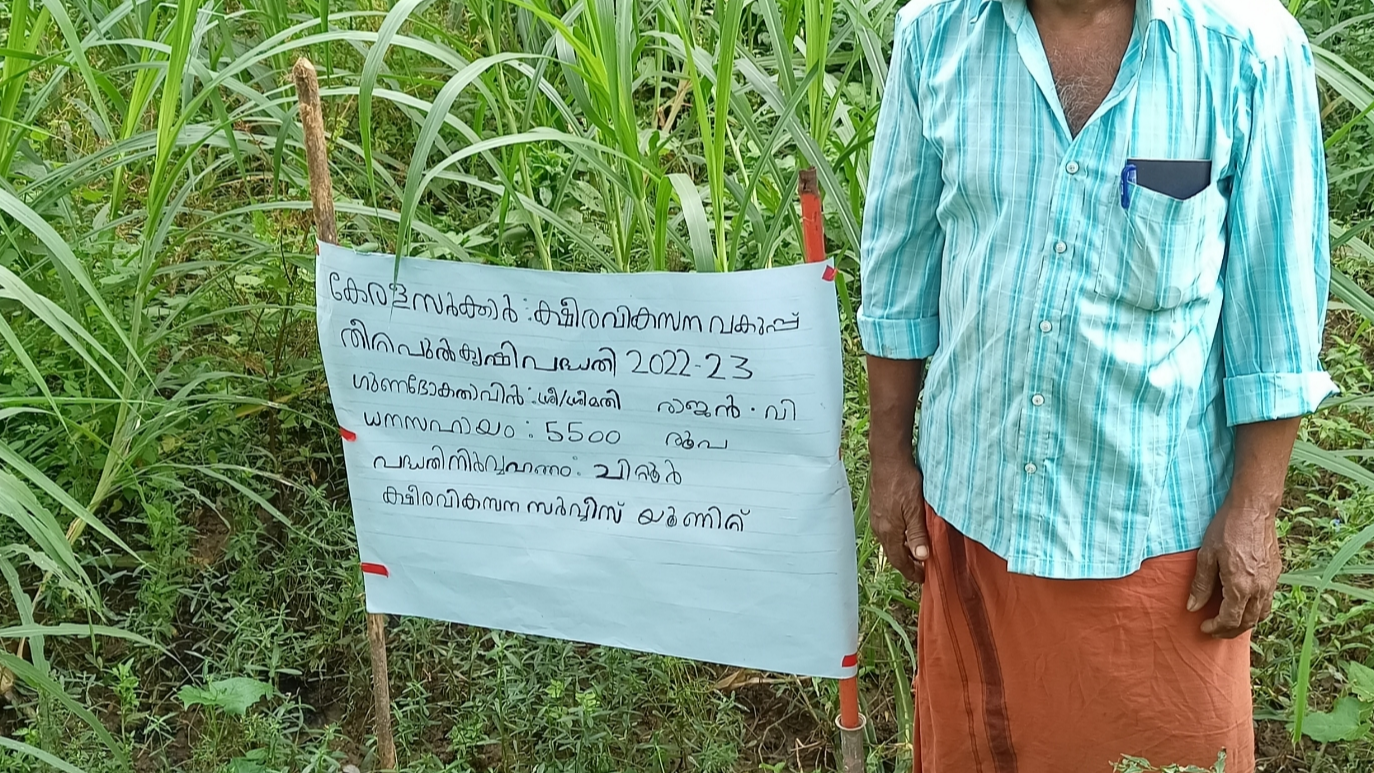 കേരള സർക്കാർ : ക്ഷീരവികസന വകുപ്പ്
തീറ്റപുൽകൃഷി പദ്ധതി 2022-23
ഗുണഭോക്താവിൻ : ശ്രീ/ശ്രീമതി രാജൻ · വി
ധനസഹായം : 5500 രൂപ
പദ്ധതി നിർവ്വഹണം : ചിറ്റൂർ
ക്ഷീരവികസന സർവ്വീസ് യൂണിറ്റ്